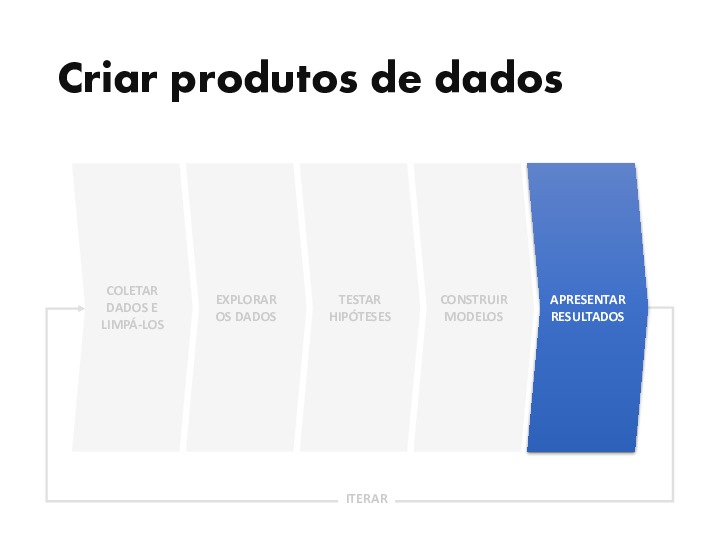 Criar produtos de dados
COLETAR
DADOS E
LIMPÁ-LOS
EXPLORAR
OS DADOS
TESTAR
HIPÓTESES
CONSTRUIR
MODELOS
APRESENTAR
RESULTADOS
ITERAR